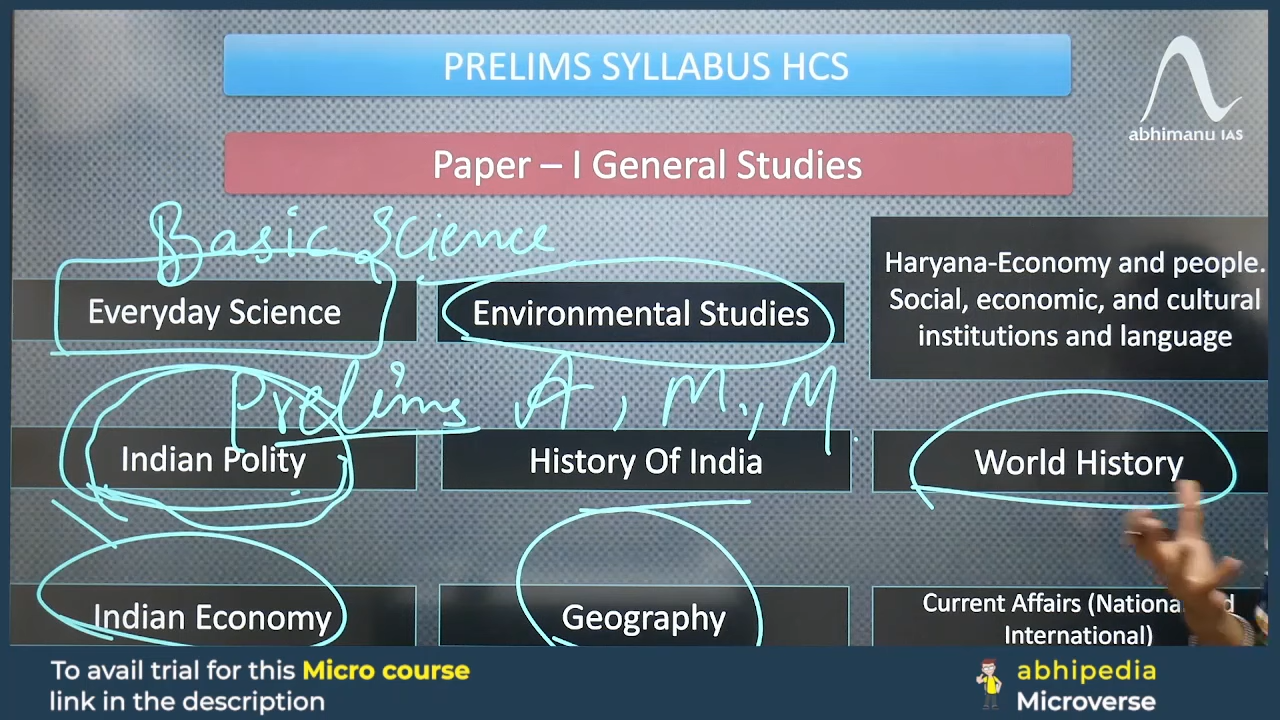 PRELIMS SYLLABUS HCS
abhimanu IAS
Paper – I General Studies
Basic Science
Everyday Science
Environmental Studies
Haryana-Economy and people.
Social, economic, and cultural
institutions and language
Prelims A, M, M.
Indian Polity
History Of India
World History
Indian Economy
Geography
Current Affairs (National
International)
To avail trial for this Micro course
link in the description
abhipedia
Microverse